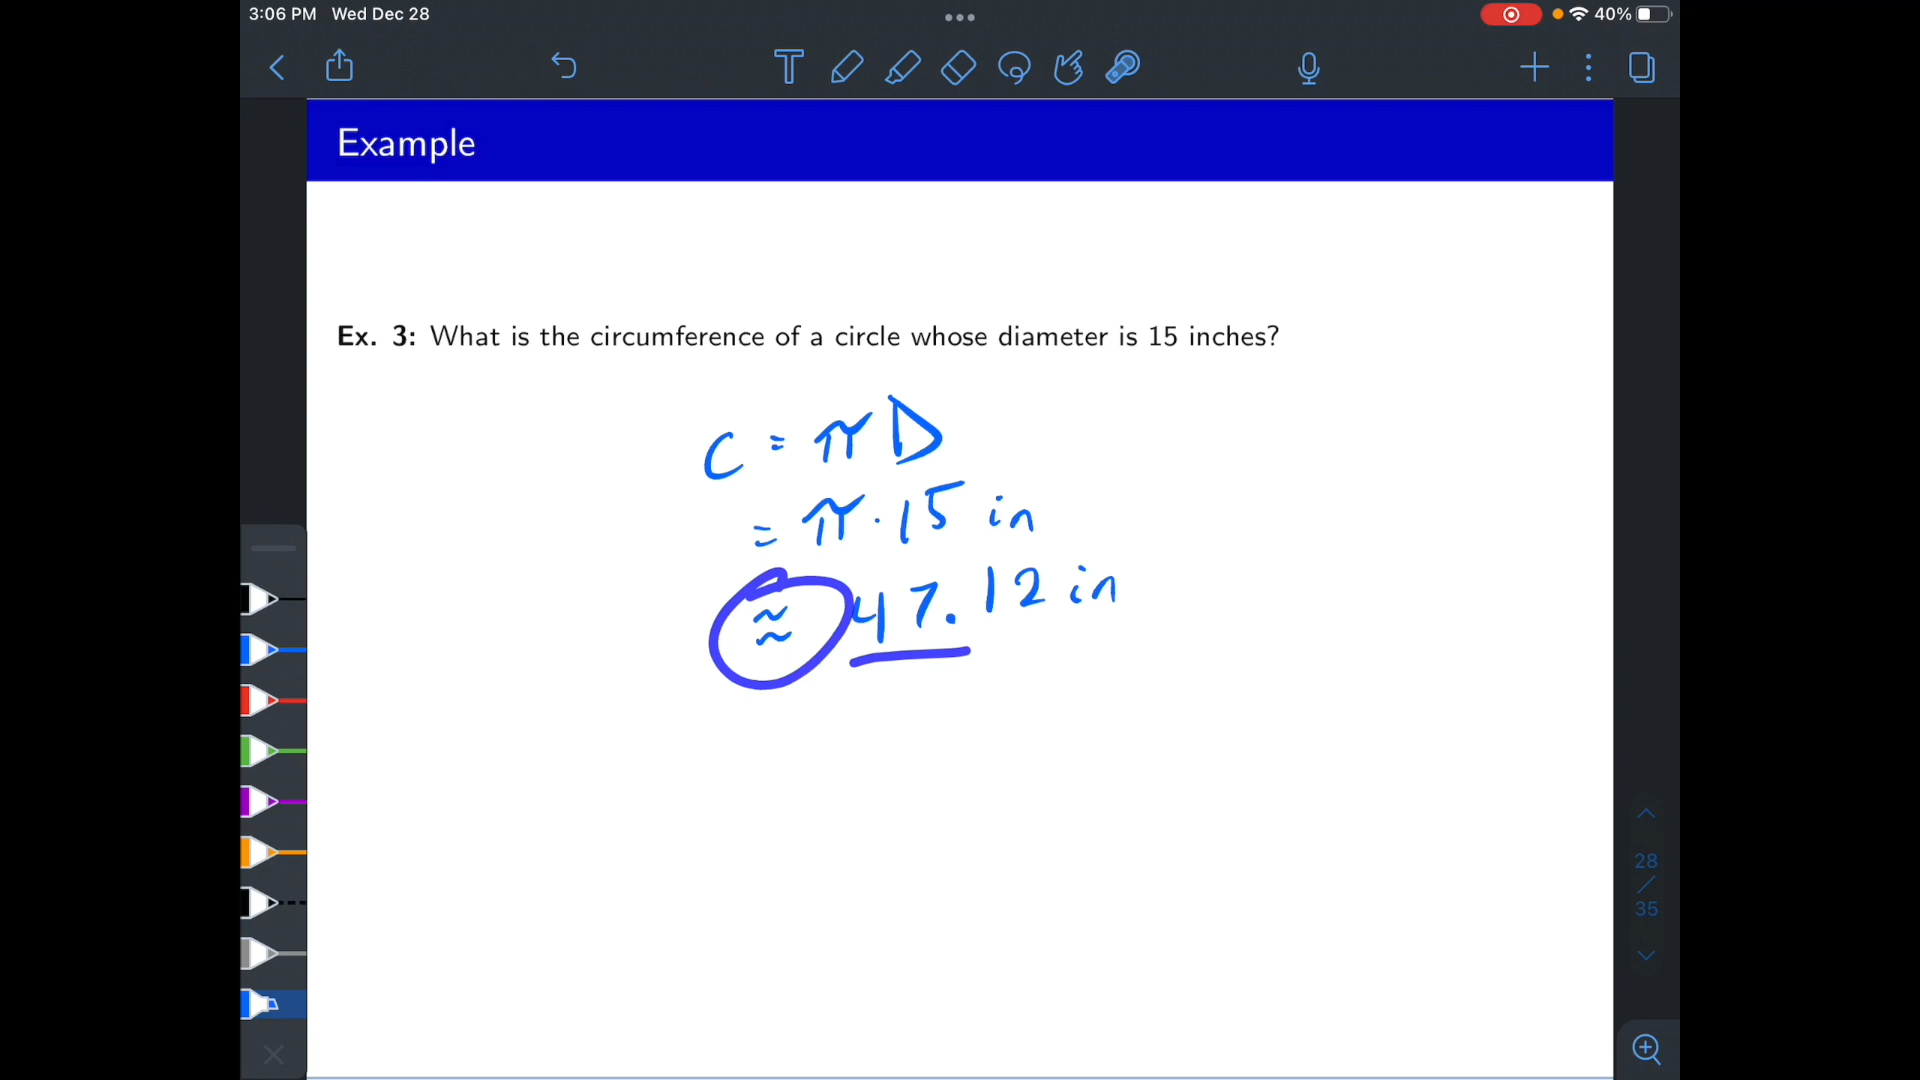 3:06 PM Wed Dec 28
40%
T
Example
Ex. 3: What is the circumference of a circle whose diameter is 15 inches?
C = π D
= π · 15 in
≈ 47.12 in
28
/
35